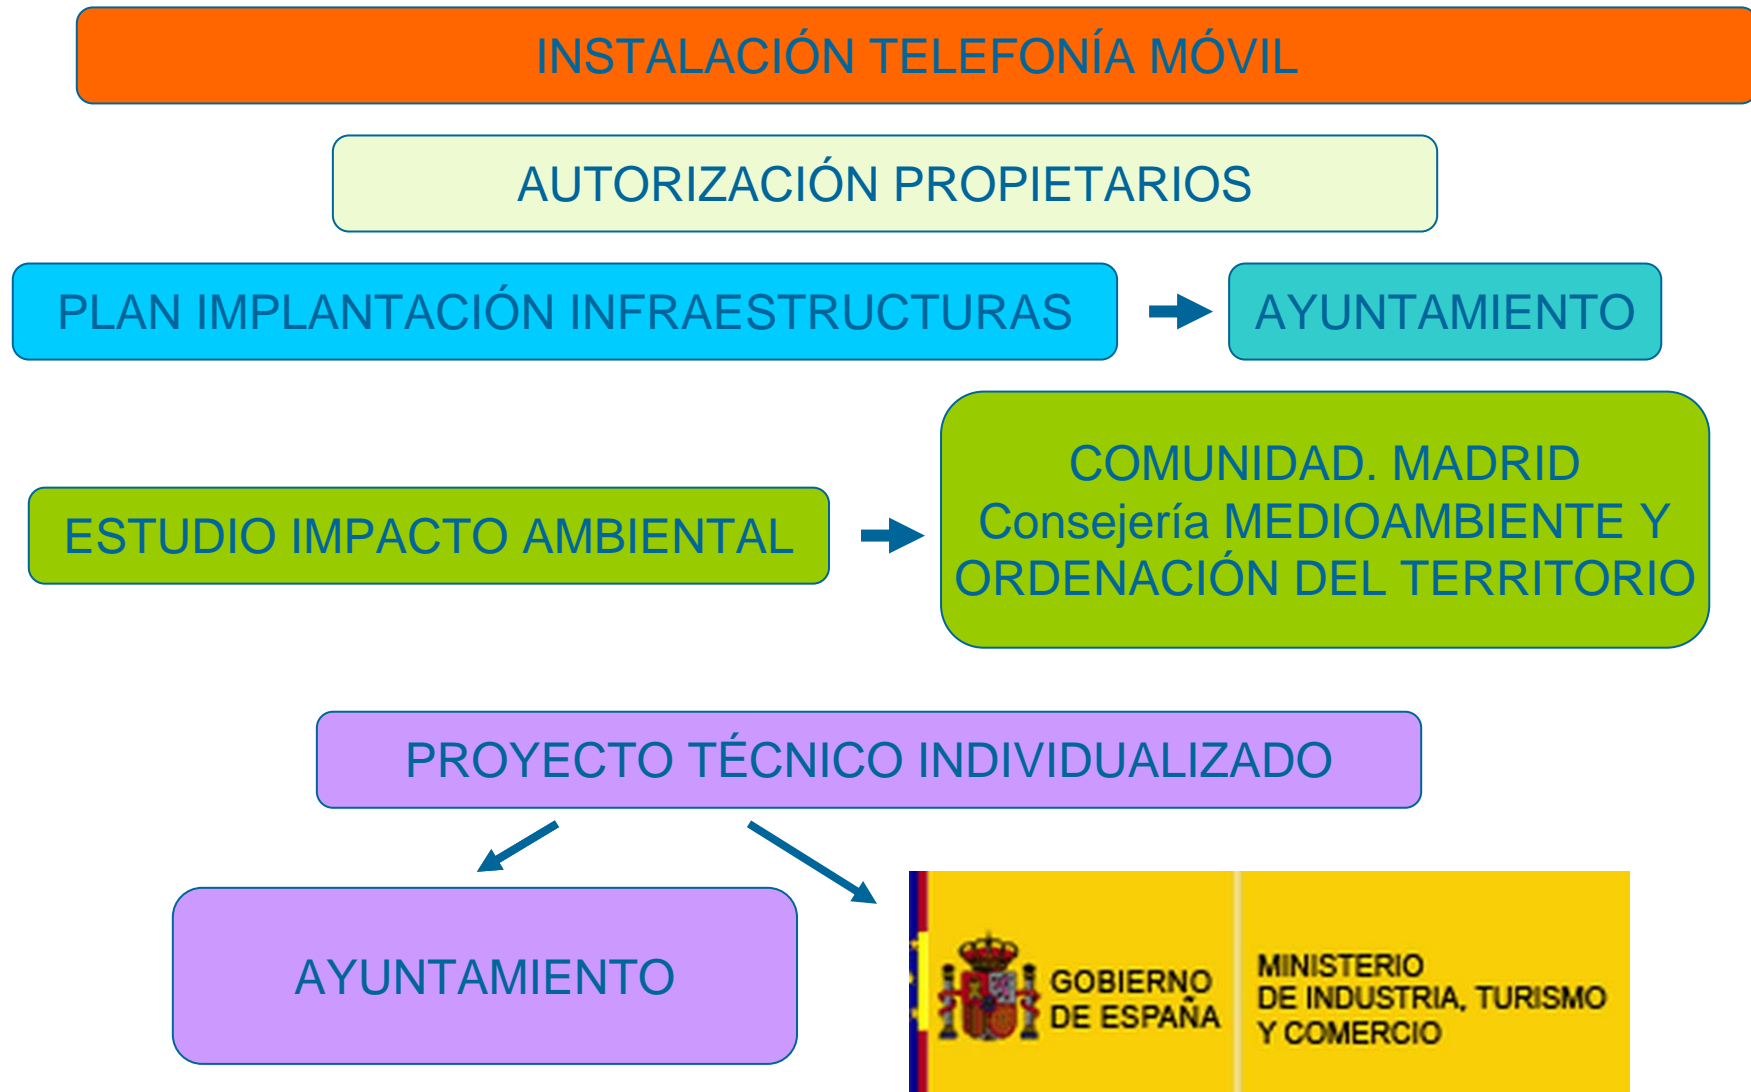 INSTALACIÓN TELEFONÍA MÓVIL
AUTORIZACIÓN PROPIETARIOS
PLAN IMPLANTACIÓN INFRAESTRUCTURAS
AYUNTAMIENTO
ESTUDIO IMPACTO AMBIENTAL
COMUNIDAD. MADRID
Consejería MEDIOAMBIENTE Y
ORDENACIÓN DEL TERRITORIO
PROYECTO TÉCNICO INDIVIDUALIZADO
AYUNTAMIENTO
GOBIERNO
DE ESPAÑA
MINISTERIO
DE INDUSTRIA, TURISMO
Y COMERCIO